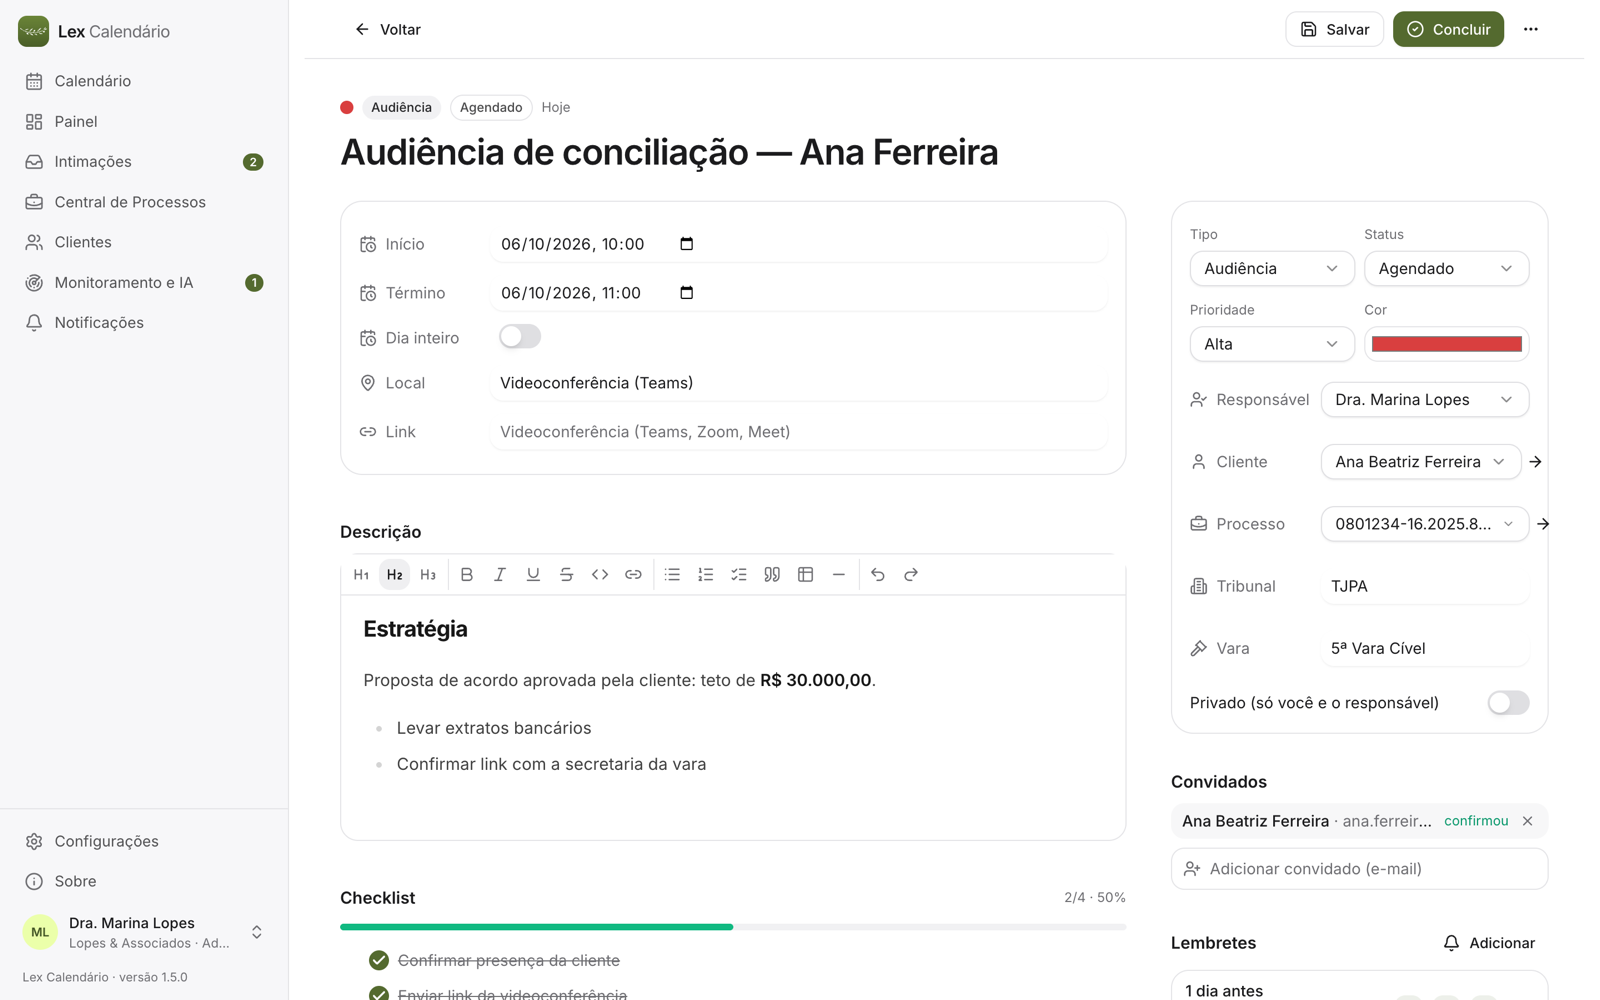 Lex Calendário
Calendário
Painel
Intimações 2
Central de Processos
Clientes
Monitoramento e IA 1
Notificações
Configurações
Sobre
ML
Dra. Marina Lopes
Lopes & Associados · Ad...
Lex Calendário · versão 1.5.0
Voltar
Salvar
Concluir
Audiência Agendado Hoje
Audiência de conciliação — Ana Ferreira
Início 06/10/2026, 10:00
Término 06/10/2026, 11:00
Dia inteiro
Local Videoconferência (Teams)
Link Videoconferência (Teams, Zoom, Meet)
Descrição
H1 H2 H3 B I U S
Estratégia
Proposta de acordo aprovada pela cliente: teto de R$ 30.000,00.
Levar extratos bancários
Confirmar link com a secretaria da vara
Checklist 2/4 · 50%
Confirmar presença da cliente
Enviar link da videoconferência
Tipo Status
Audiência Agendado
Prioridade Cor
Alta
Responsável Dra. Marina Lopes
Cliente Ana Beatriz Ferreira
Processo 0801234-16.2025.8...
Tribunal TJPA
Vara 5ª Vara Cível
Privado (só você e o responsável)
Convidados
Ana Beatriz Ferreira · ana.ferreir... confirmou
Adicionar convidado (e-mail)
Lembretes Adicionar
1 dia antes